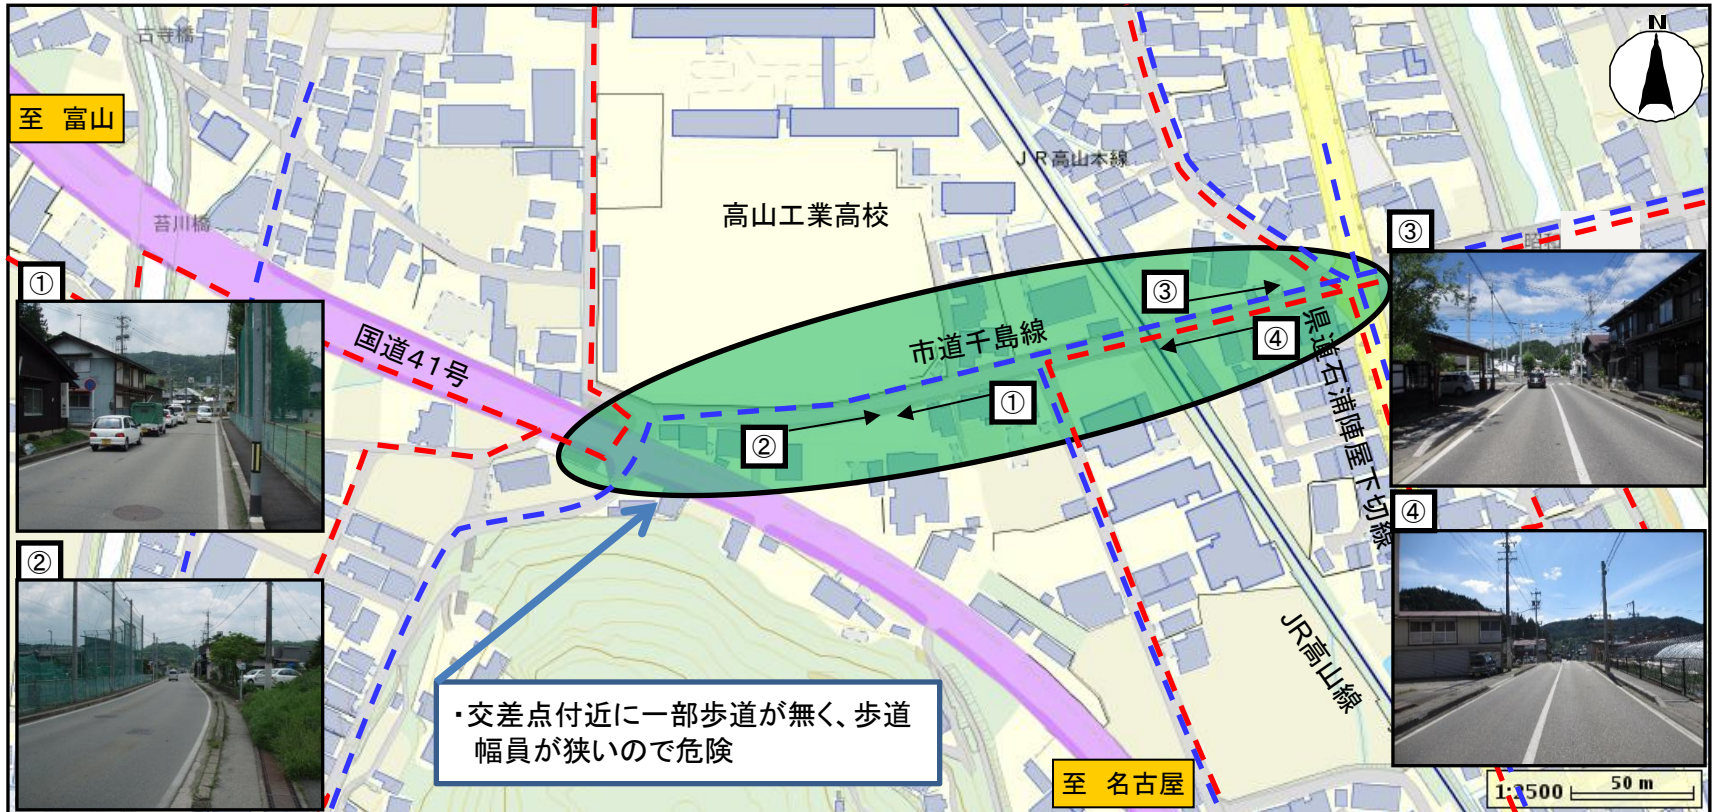 古寺橋
N
至 富山
JR高山本線
高山工業高校
苔川橋
③
昭和
①
③
国道41号
市道千島線
④
県道石浦陣屋下切線
①
②
④
②
JR高山線
・交差点付近に一部歩道が無く、歩道
幅員が狭いので危険
至 名古屋
1:2500
50 m